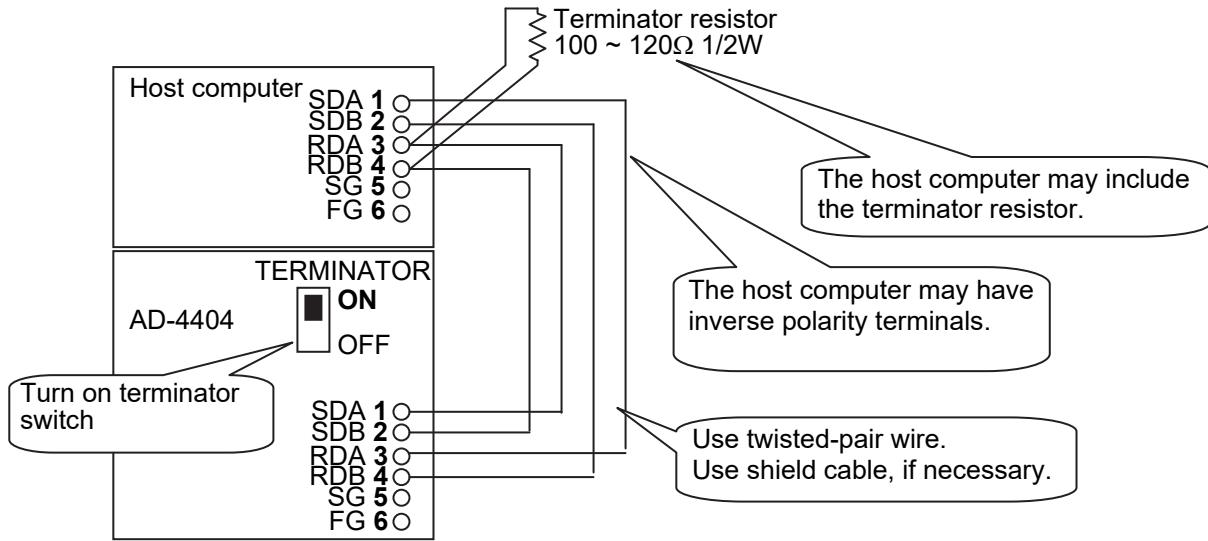 Terminator resistor
100 ~ 120Ω 1/2W
Host computer
SDA 1
SDB 2
RDA 3
RDB 4
SG 5
FG 6
The host computer may include
the terminator resistor.
TERMINATOR
ON
OFF
AD-4404
The host computer may have
inverse polarity terminals.
Turn on terminator
switch
SDA 1
SDB 2
RDA 3
RDB 4
SG 5
FG 6
Use twisted-pair wire.
Use shield cable, if necessary.